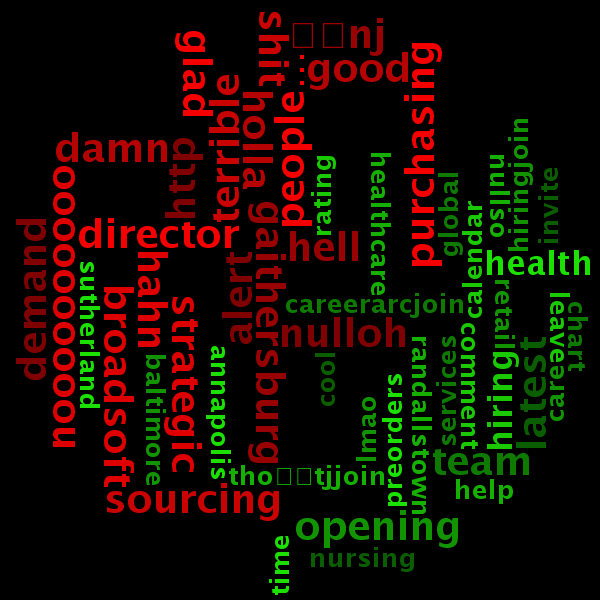 shit
□□nj
glad
...good
purchasing
terrible
holla
people
damn
http
rating
healthcare
global
nullso
hiringjoin
invite
nooooooooooo
director
hell
calendar
health
demand
sutherland
broadsoft
hahn
alert
gaithersburg
careerarcjoin
retail
leave
chart
strategic
nulloh
comment
latest
baltimore
annapolis
cool
randallstown
services
hiring
care
lmao
preorders
team
tho□□tjjoin
help
sourcing
opening
time
nursing